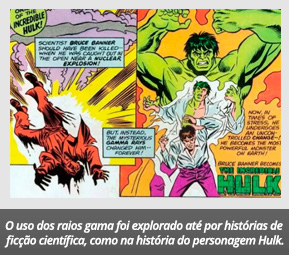 OF THE
INCREDIBLE
HULK!
SCIENTIST BRUCE BANNER
SHOULD HAVE BEEN KILLED—
WHEN HE WAS CAUGHT OUT IN
THE OPEN NEAR A NUCLEAR
EXPLOSION!
BUT, INSTEAD,
THE MYSTERIOUS
GAMMA RAYS
CHANGED HIM—
FOREVER!
NOW, IN
TIMES OF
STRESS, HE
UNDERGOES
AN UNCON-
TROLLED CHANGE—!
HE BECOMES THE MOST
POWERFUL MONSTER
ON EARTH!
BRUCE BANNER BECOMES
THE INCREDIBLE
HULK
O uso dos raios gama foi explorado até por histórias de
ficção científica, como na história do personagem Hulk.